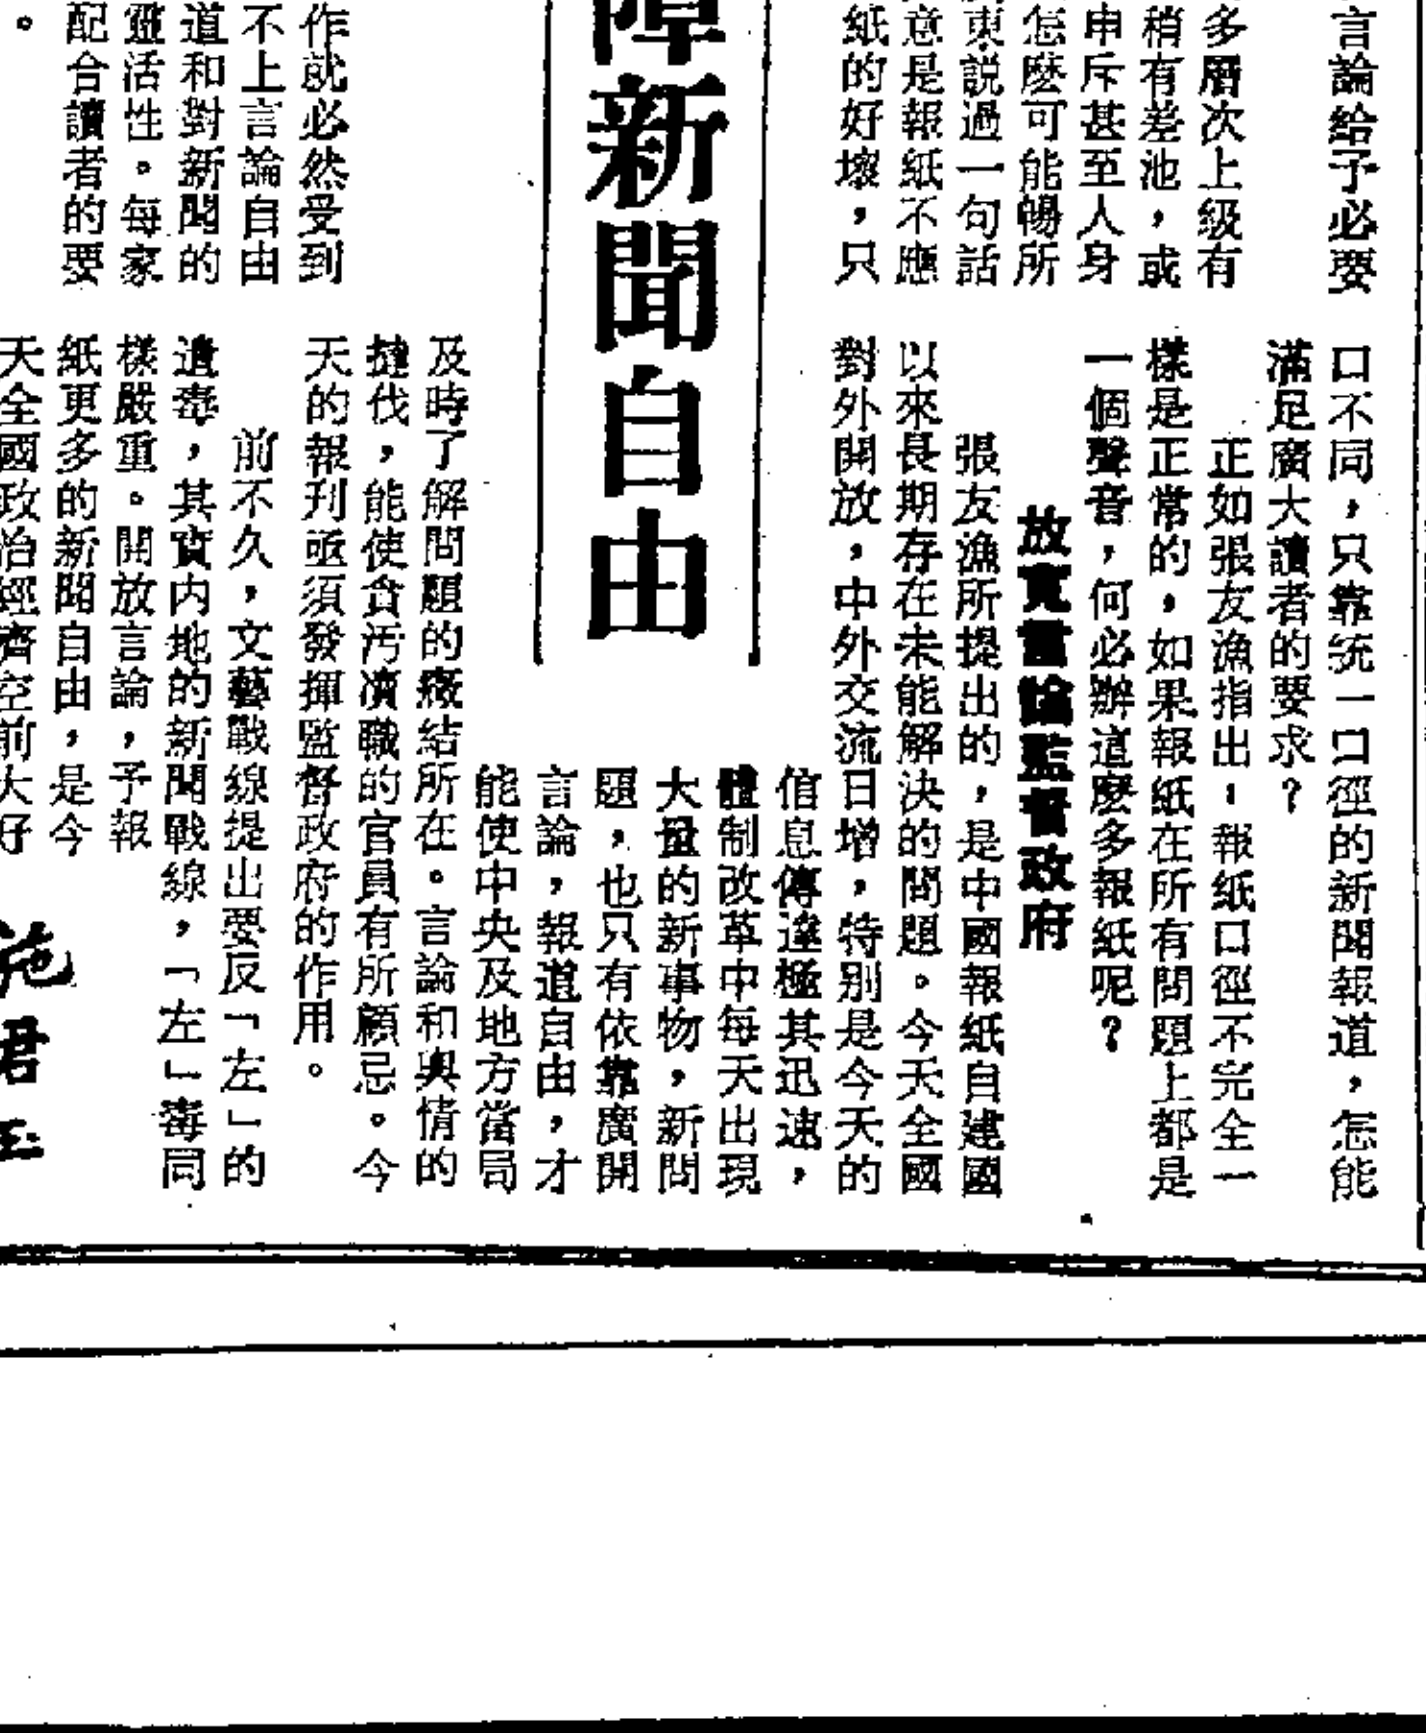 言論給予必要
多層次上級有
稍有差池，或
申斥甚至人身
怎麽可能暢所
東説過一句話
意是報紙不應
紙的好壞，只
障新聞自由
作就必然受到
不上言論自由
道和對新聞的
靈活性。每家
配合讀者的要
。
口不同，只靠統一口徑的新聞報道，怎能
滿足廣大讀者的要求？
正如張友漁指出，報紙口徑不完全一
樣是正常的，如果報紙在所有問題上都是
一個聲音，何必辦這麽多報紙呢？
放寬言論監督政府
張友漁所提出的，是中國報紙自建國
以來長期存在未能解決的問題。今天全國
對外開放，中外交流日增，特別是今天的
信息傳達極其迅速，
體制改革中每天出現
大量的新事物，新問
題，也只有依靠廣開
言論，報道自由，才
能使中央及地方當局
及時了解問題的癥結所在。言論和輿情的
撻伐，能使貪汚凟職的官員有所顧忌。今
天的報刊亟須發揮監督政府的作用。
前不久，文藝戰線提出要反「左」的
遺毒，其實内地的新聞戰線，「左」毒同
樣嚴重。開放言論，予報
紙更多的新聞自由，是今
天全國政治經濟空前大好
施君玉